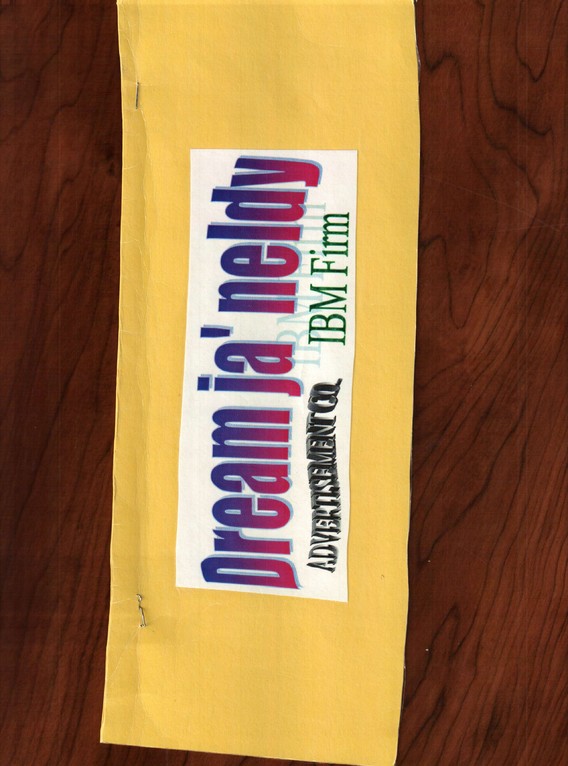 Dream ja' neldy
ADVERTISEMENT CO
IBM Firm